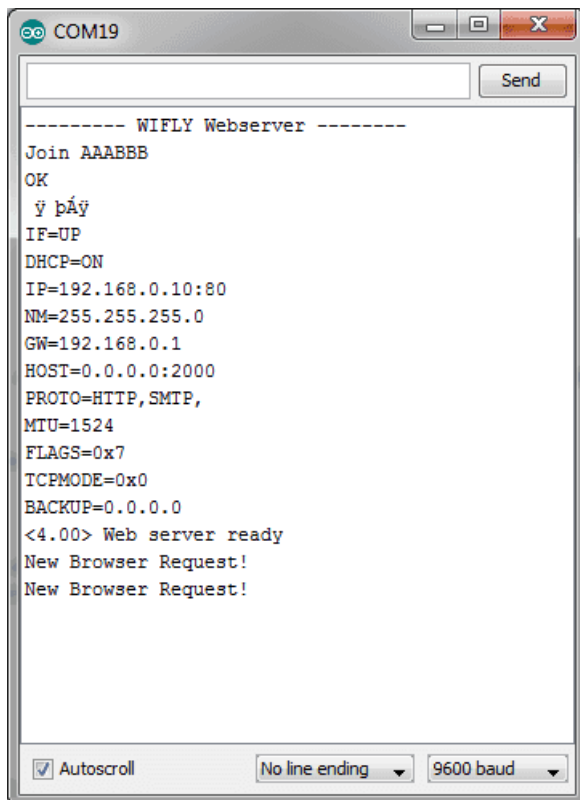 COM19
Send
--------- WIFLY Webserver --------
Join AAABBB
OK
ÿ þÁÿ
IF=UP
DHCP=ON
IP=192.168.0.10:80
NM=255.255.255.0
GW=192.168.0.1
HOST=0.0.0.0:2000
PROTO=HTTP,SMTP,
MTU=1524
FLAGS=0x7
TCPMODE=0x0
BACKUP=0.0.0.0
<4.00> Web server ready
New Browser Request!
New Browser Request!
Autoscroll No line ending 9600 baud